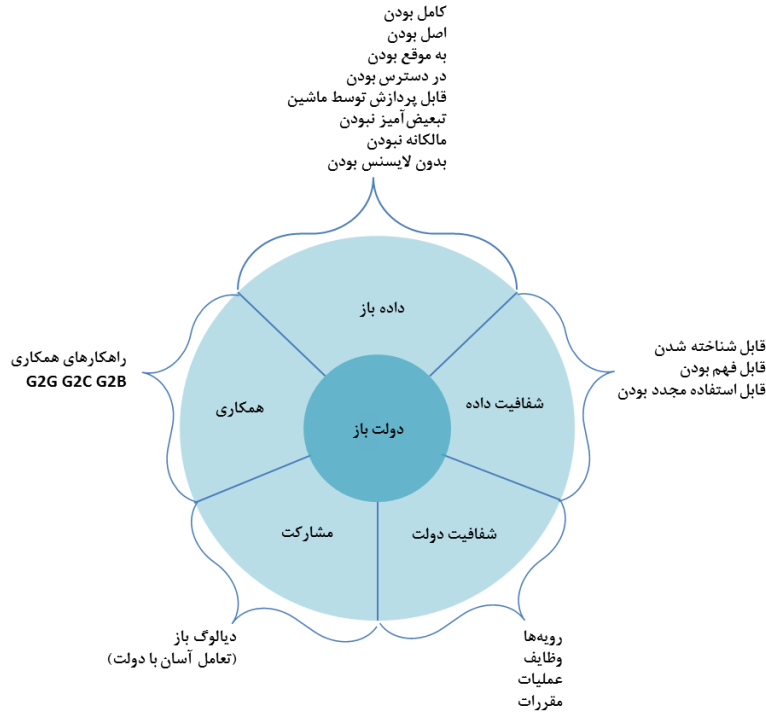 کامل بودن
اصل بودن
به موقع بودن
در دسترس بودن
قابل پردازش توسط ماشین
تبعیض‌آمیز نبودن
مالکانه نبودن
بدون لایسنس بودن
داده باز
قابل شناخته شدن
قابل فهم بودن
قابل استفاده مجدد بودن
شفافیت داده
راهکارهای همکاری
G2G G2C G2B
همکاری
دولت باز
شفافیت دولت
مشارکت
رویه‌ها
وظایف
عملیات
مقررات
دیالوگ باز
(تعامل آسان با دولت)